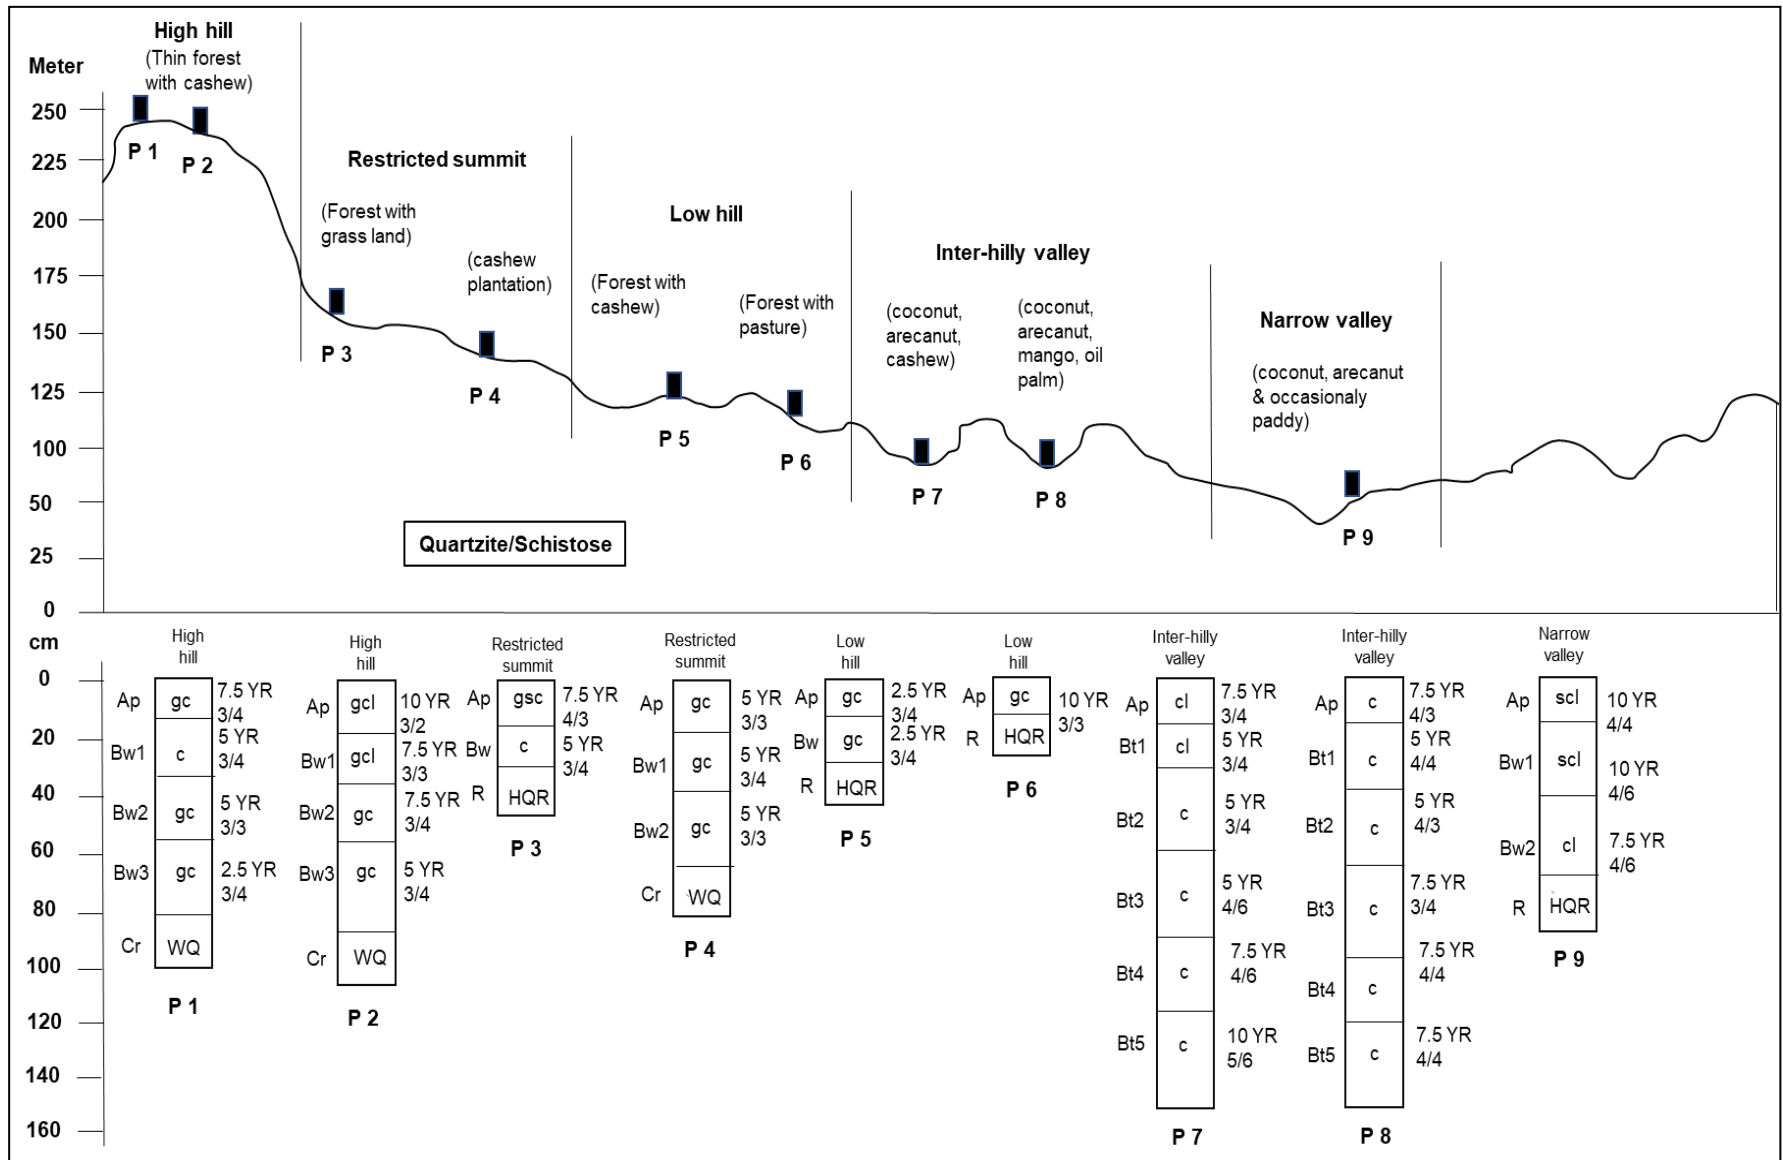 High hill
(Thin forest
with cashew)
Meter
250
225
200
175
150
125
100
50
25
0
P 1
P 2
Restricted summit
(Forest with
grass land)
(cashew
plantation)
P 3
P 4
Low hill
(Forest with
cashew)
(Forest with
pasture)
P 5
P 6
Inter-hilly valley
(coconut,
arecanut,
cashew)
(coconut,
arecanut,
mango, oil
palm)
P 7
P 8
Narrow valley
(coconut, arecanut
& occasionaly
paddy)
P 9
Quartzite/Schistose
cm
0
20
40
60
80
100
120
140
160
High
hill
Ap gc 7.5 YR
3/4
Bw1 c 5 YR
3/4
Bw2 gc 5 YR
3/3
Bw3 gc 2.5 YR
3/4
Cr WQ
P 1
High
hill
Ap gcl 10 YR
3/2
Bw1 gcl 7.5 YR
3/3
Bw2 gc 7.5 YR
3/4
Bw3 gc 5 YR
3/4
Cr WQ
P 2
Restricted
summit
Ap gsc 7.5 YR
4/3
Bw c 5 YR
3/4
R HQR
P 3
Restricted
summit
Ap gc 5 YR
3/3
Bw1 gc 5 YR
3/4
Bw2 gc 5 YR
3/3
Cr WQ
P 4
Low
hill
Ap gc 2.5 YR
3/4
Bw gc 2.5 YR
3/4
R HQR
P 5
Low
hill
Ap gc 10 YR
3/3
R HQR
P 6
Inter-hilly
valley
Ap cl 7.5 YR
3/4
Bt1 cl 5 YR
3/4
Bt2 c 5 YR
3/4
Bt3 c 5 YR
4/6
Bt4 c 7.5 YR
4/6
Bt5 c 10 YR
5/6
P 7
Inter-hilly
valley
Ap c 7.5 YR
4/3
Bt1 c 5 YR
4/4
Bt2 c 5 YR
4/3
Bt3 c 7.5 YR
3/4
Bt4 c 7.5 YR
4/4
Bt5 c 7.5 YR
4/4
P 8
Narrow
valley
Ap scl 10 YR
4/4
Bw1 scl 10 YR
4/6
Bw2 cl 7.5 YR
4/6
R HQR
P 9